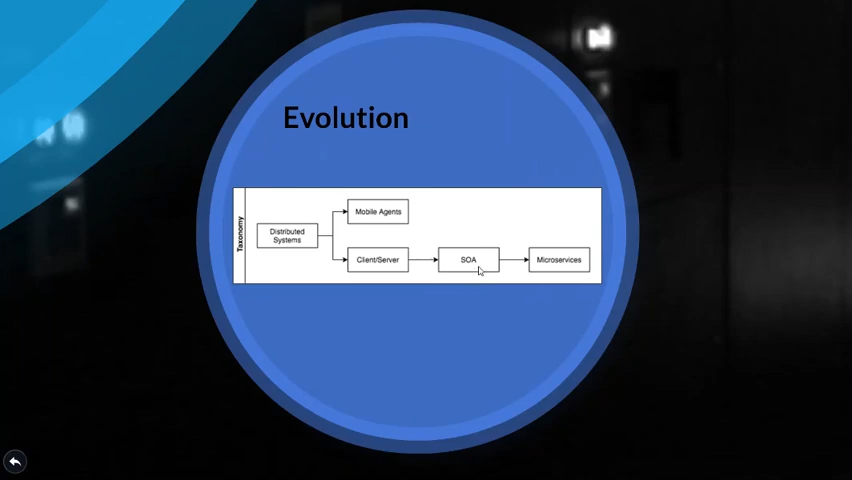 Evolution
Taxonomy
Distributed
Systems
Mobile Agents
Client/Server
SOA
Microservices